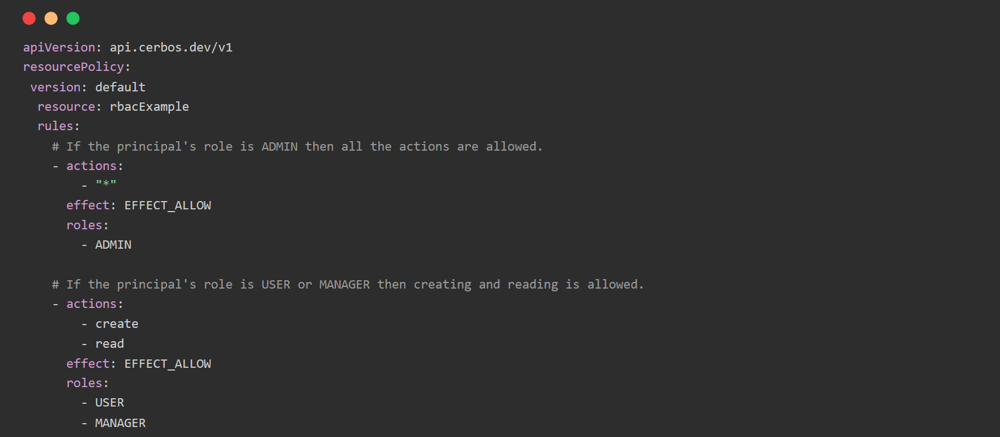 apiVersion: api.cerbos.dev/v1
resourcePolicy:
 version: default
  resource: rbacExample
  rules:
    # If the principal's role is ADMIN then all the actions are allowed.
    - actions:
        - "*"
      effect: EFFECT_ALLOW
      roles:
        - ADMIN

    # If the principal's role is USER or MANAGER then creating and reading is allowed.
    - actions:
        - create
        - read
      effect: EFFECT_ALLOW
      roles:
        - USER
        - MANAGER